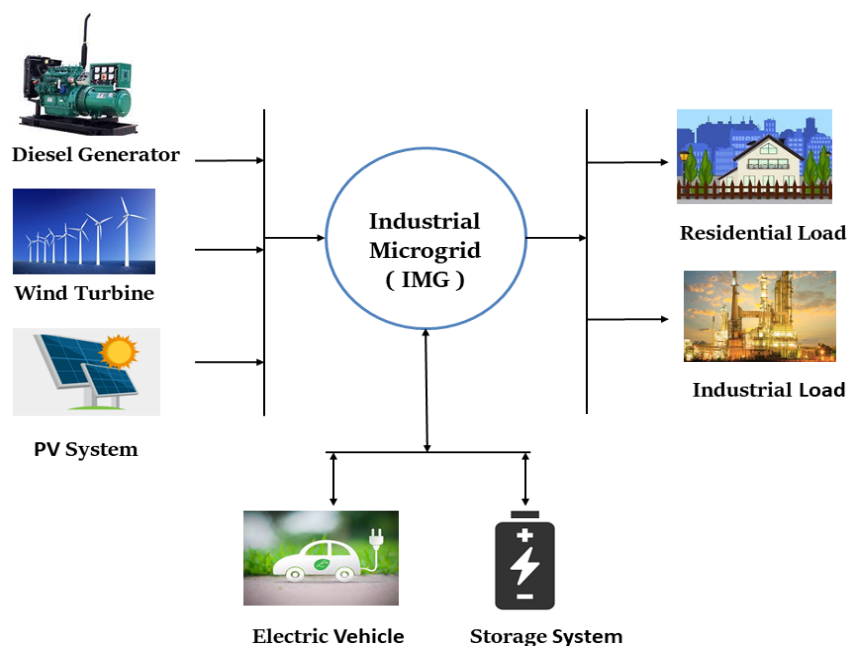 Diesel Generator
Wind Turbine
PV System
Industrial
Microgrid
( IMG )
Residential Load
Industrial Load
Electric Vehicle
Storage System